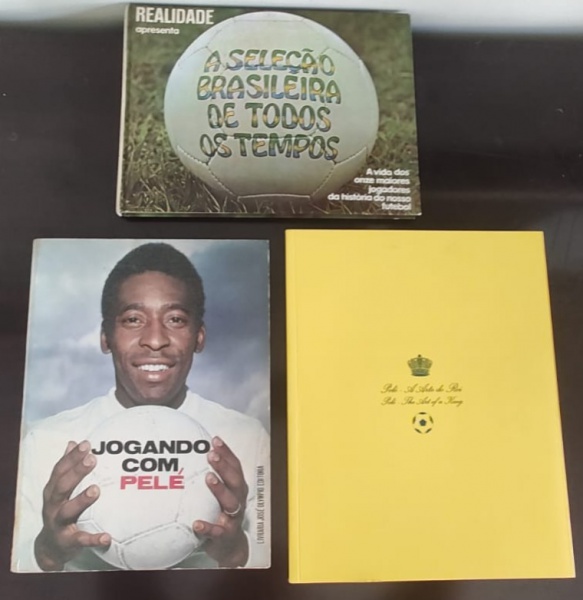 REALIDADE
apresenta
A SELEÇÃO
BRASILEIRA
DE TODOS
OS TEMPOS
A vida dos
onze maiores
jogadores
da história do nosso
futebol
JOGANDO
COM
PELÉ
LIVRARIA JOSÉ OLYMPIO EDITORA
Pelé - A Arte do Rei
Pelé - The Art of a King